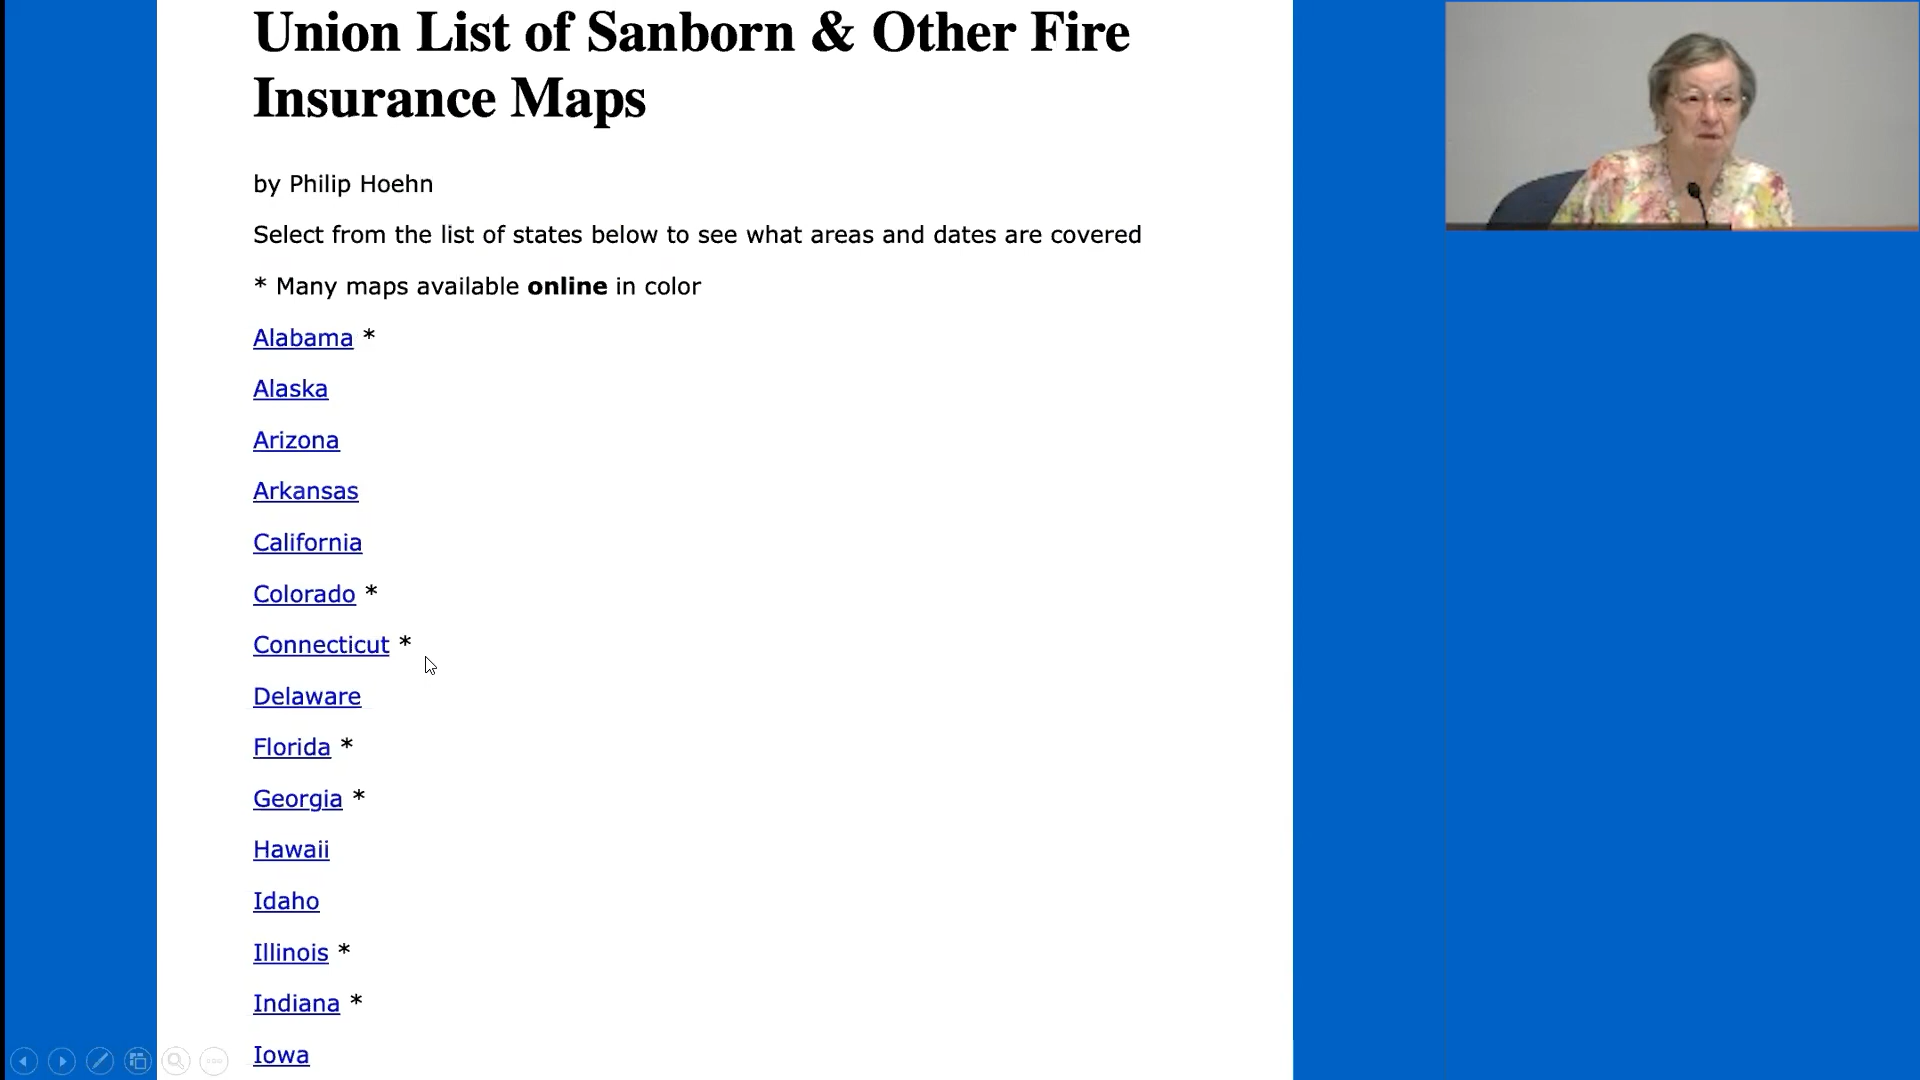 Union List of Sanborn & Other Fire
Insurance Maps
by Philip Hoehn
Select from the list of states below to see what areas and dates are covered
* Many maps available online in color
Alabama *
Alaska
Arizona
Arkansas
California
Colorado *
Connecticut *
Delaware
Florida *
Georgia *
Hawaii
Idaho
Illinois *
Indiana *
Iowa